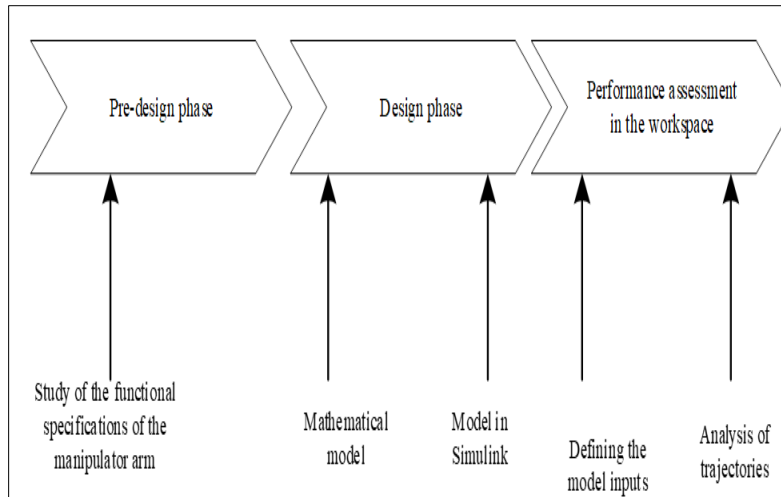 Pre-design phase
Design phase
Performance assessment
in the workspace
Study of the functional
specifications of the
manipulator arm
Mathematical
model
Model in
Simulink
Defining the
model inputs
Analysis of
trajectories